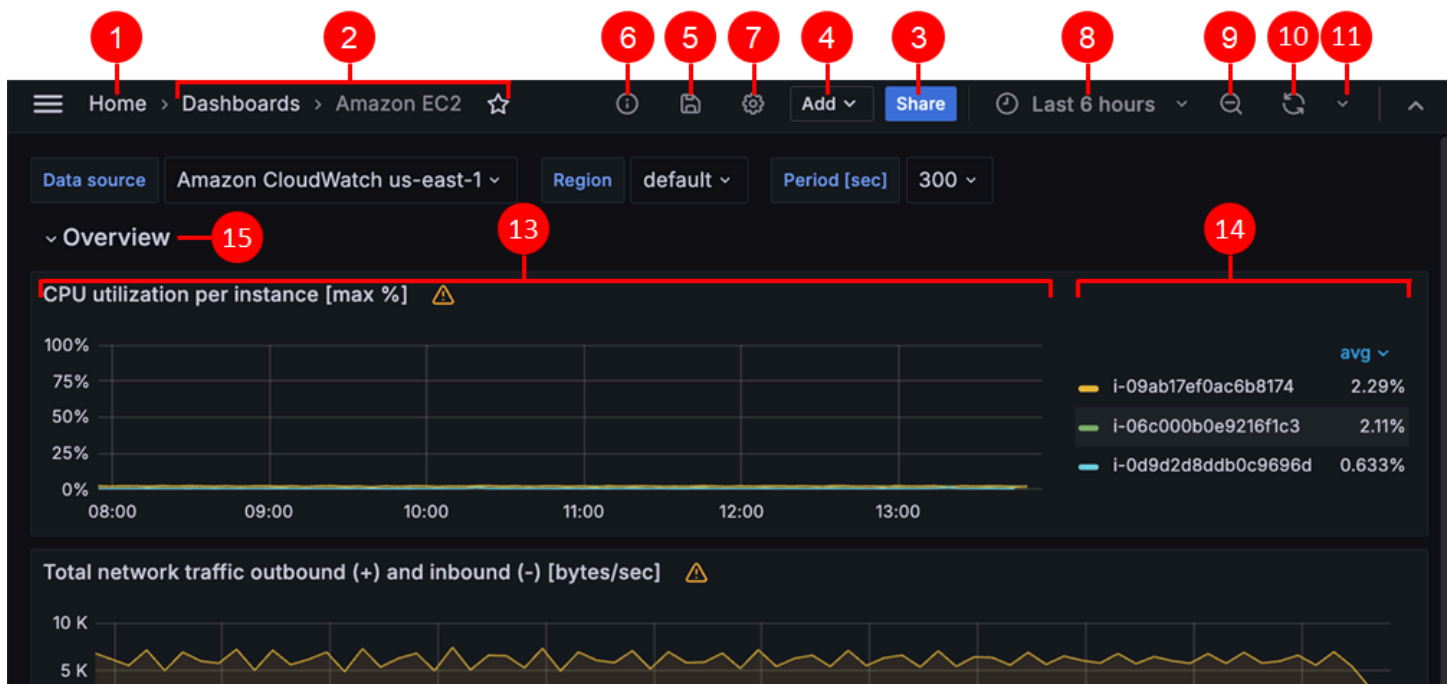 1 2 6 5 7 4 3 8 9 10 11
Home > Dashboards > Amazon EC2 Add Share Last 6 hours
Data source Amazon CloudWatch us-east-1 Region default Period [sec] 300
Overview 15 13 14
CPU utilization per instance [max %]
100%
75%
50%
25%
0%
08:00 09:00 10:00 11:00 12:00 13:00
avg
i-09ab17ef0ac6b8174 2.29%
i-06c000b0e9216f1c3 2.11%
i-0d9d2d8ddb0c9696d 0.633%
Total network traffic outbound (+) and inbound (-) [bytes/sec]
10 K
5 K